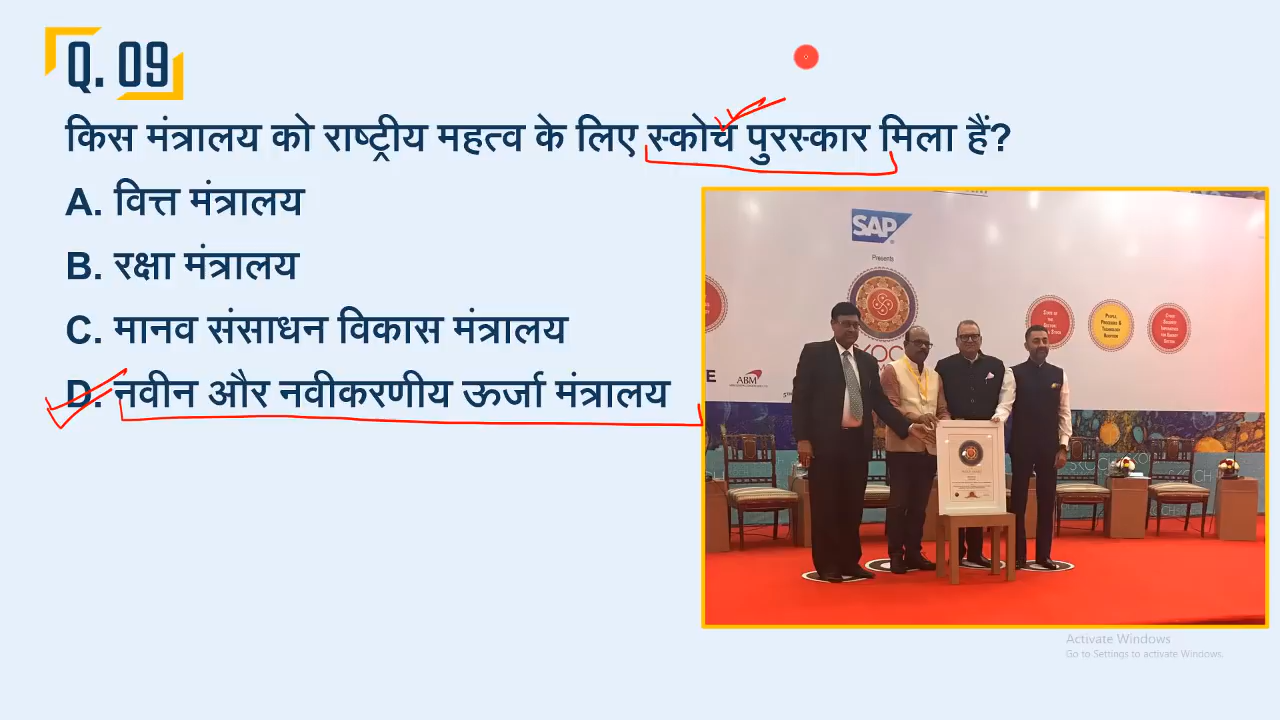 Q. 09
किस मंत्रालय को राष्ट्रीय महत्व के लिए स्कोच पुरस्कार मिला हैं?
A. वित्त मंत्रालय
B. रक्षा मंत्रालय
C. मानव संसाधन विकास मंत्रालय
D. नवीन और नवीकरणीय ऊर्जा मंत्रालय
SAP
Presents
ABM
Activate Windows
Go to Settings to activate Windows.